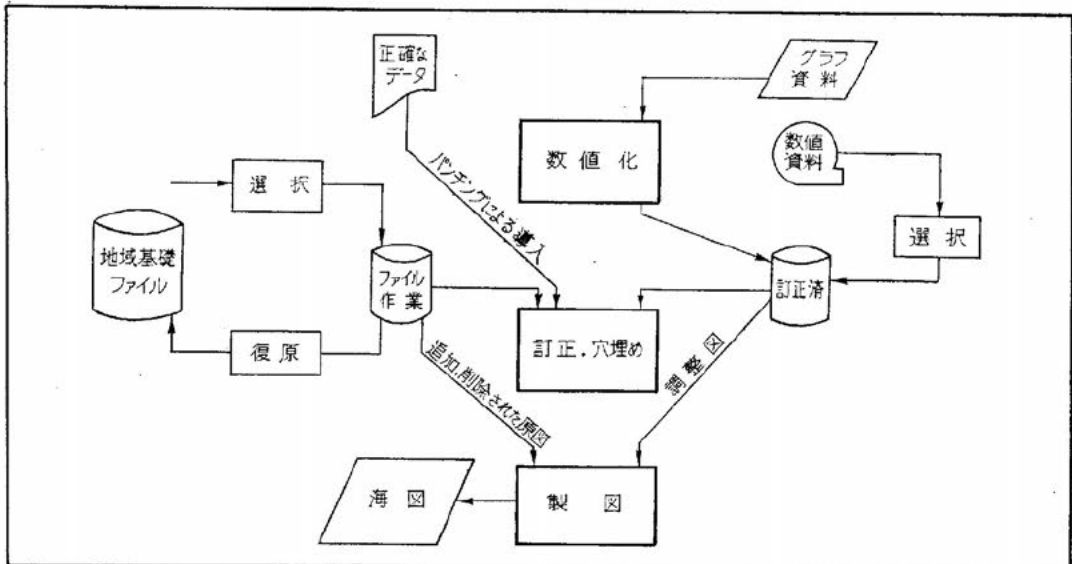 正確な
データ
グラフ
資料
数値化
数値
資料
選択
パンチングによる導入
選択
地域基礎
ファイル
ファイル
作業
訂正済
復原
訂正.穴埋め
追加,削除された原図
調整図
海図
製図